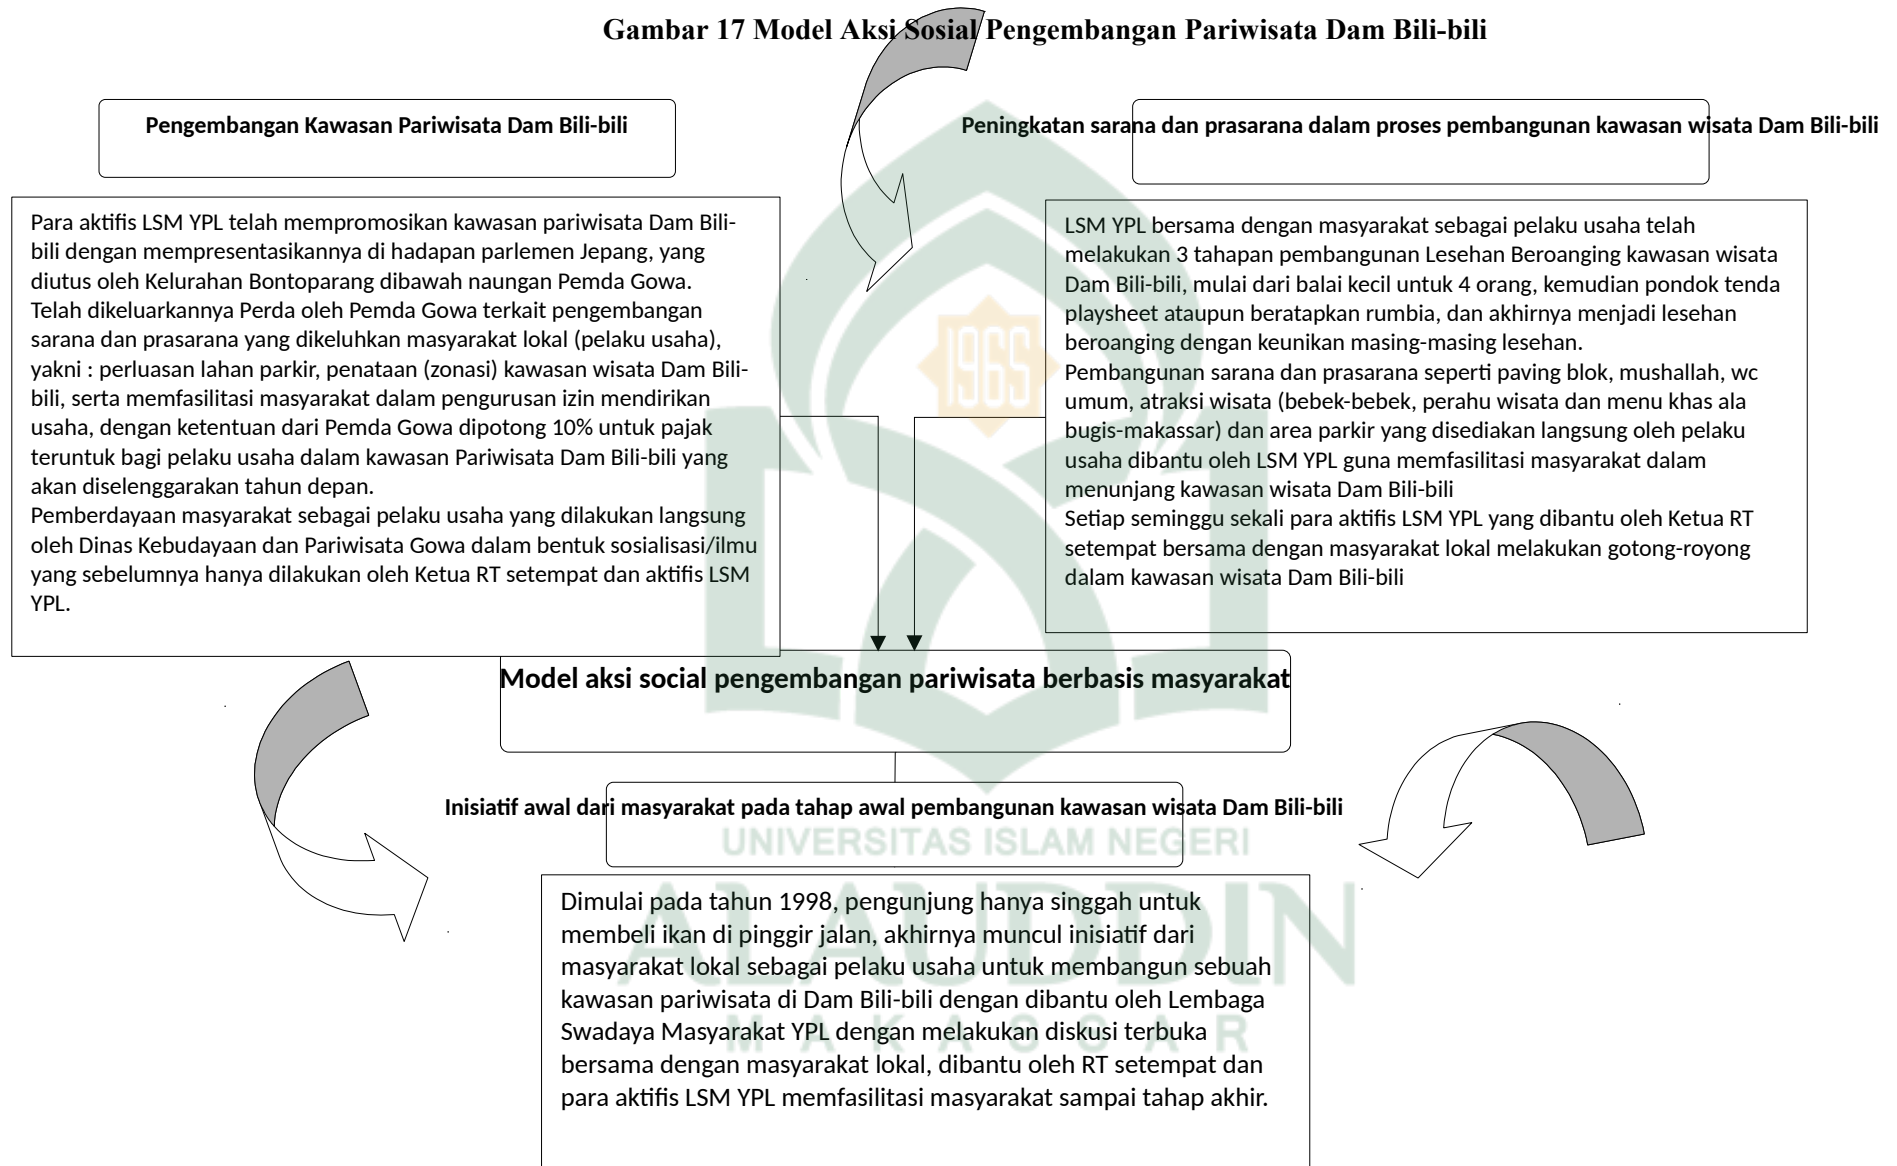 Gambar 17 Model Aksi Sosial Pengembangan Pariwisata Dam Bili-bili
Pengembangan Kawasan Pariwisata Dam Bili-bili
Para aktifis LSM YPL telah mempromosikan kawasan pariwisata Dam Bili-
bili dengan mempresentasikannya di hadapan parlemen Jepang, yang
diutus oleh Kelurahan Bontoparang dibawah naungan Pemda Gowa.
Telah dikeluarkannya Perda oleh Pemda Gowa terkait pengembangan
sarana dan prasarana yang dikeluhkan masyarakat lokal (pelaku usaha),
yakni : perluasan lahan parkir, penataan (zonasi) kawasan wisata Dam Bili-
bili, serta memfasilitasi masyarakat dalam pengurusan izin mendirikan
usaha, dengan ketentuan dari Pemda Gowa dipotong 10% untuk pajak
teruntuk bagi pelaku usaha dalam kawasan Pariwisata Dam Bili-bili yang
akan diselenggarakan tahun depan.
Pemberdayaan masyarakat sebagai pelaku usaha yang dilakukan langsung
oleh Dinas Kebudayaan dan Pariwisata Gowa dalam bentuk sosialisasi/ilmu
yang sebelumnya hanya dilakukan oleh Ketua RT setempat dan aktifis LSM
YPL.
Peningkatan sarana dan prasarana dalam proses pembangunan kawasan wisata Dam Bili-bili
LSM YPL bersama dengan masyarakat sebagai pelaku usaha telah
melakukan 3 tahapan pembangunan Lesehan Beroanging kawasan wisata
Dam Bili-bili, mulai dari balai kecil untuk 4 orang, kemudian pondok tenda
playsheet ataupun beratapkan rumbia, dan akhirnya menjadi lesehan
beroanging dengan keunikan masing-masing lesehan.
Pembangunan sarana dan prasarana seperti paving blok, mushallah, wc
umum, atraksi wisata (bebek-bebek, perahu wisata dan menu khas ala
bugis-makassar) dan area parkir yang disediakan langsung oleh pelaku
usaha dibantu oleh LSM YPL guna memfasilitasi masyarakat dalam
menunjang kawasan wisata Dam Bili-bili
Setiap seminggu sekali para aktifis LSM YPL yang dibantu oleh Ketua RT
setempat bersama dengan masyarakat lokal melakukan gotong-royong
dalam kawasan wisata Dam Bili-bili
1965
Model aksi social pengembangan pariwisata berbasis masyarakat
Inisiatif awal dari masyarakat pada tahap awal pembangunan kawasan wisata Dam Bili-bili
UNIVERSITAS ISLAM NEGERI
ALAUDDIN
MAKASSAR
Dimulai pada tahun 1998, pengunjung hanya singgah untuk
membeli ikan di pinggir jalan, akhirnya muncul inisiatif dari
masyarakat lokal sebagai pelaku usaha untuk membangun sebuah
kawasan pariwisata di Dam Bili-bili dengan dibantu oleh Lembaga
Swadaya Masyarakat YPL dengan melakukan diskusi terbuka
bersama dengan masyarakat lokal, dibantu oleh RT setempat dan
para aktifis LSM YPL memfasilitasi masyarakat sampai tahap akhir.